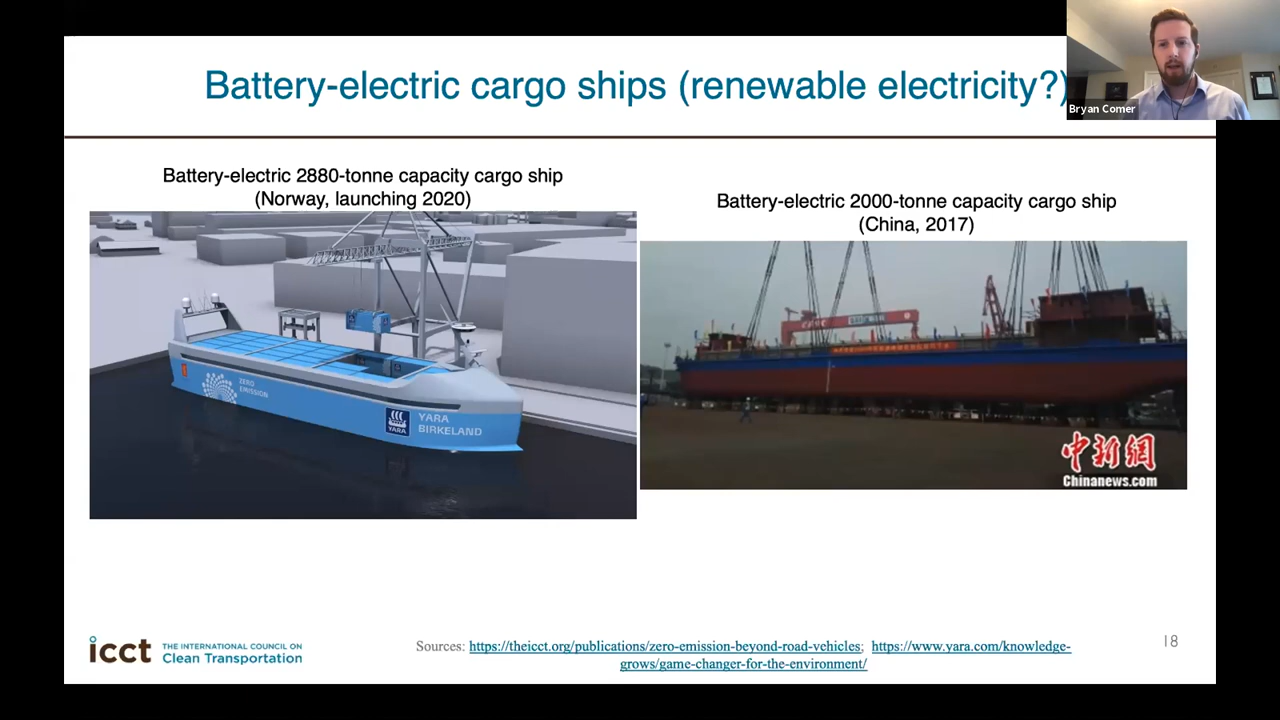 Battery-electric cargo ships (renewable electricity?)
Bryan Comer
Battery-electric 2880-tonne capacity cargo ship
(Norway, launching 2020)
Battery-electric 2000-tonne capacity cargo ship
(China, 2017)
ZERO
EMISSION
YARA
YARA
BIRKELAND
中新網
Chinanews.com
icct
THE INTERNATIONAL COUNCIL ON
Clean Transportation
Sources: https://theicct.org/publications/zero-emission-beyond-road-vehicles; https://www.yara.com/knowledge-
grows/game-changer-for-the-environment/
18